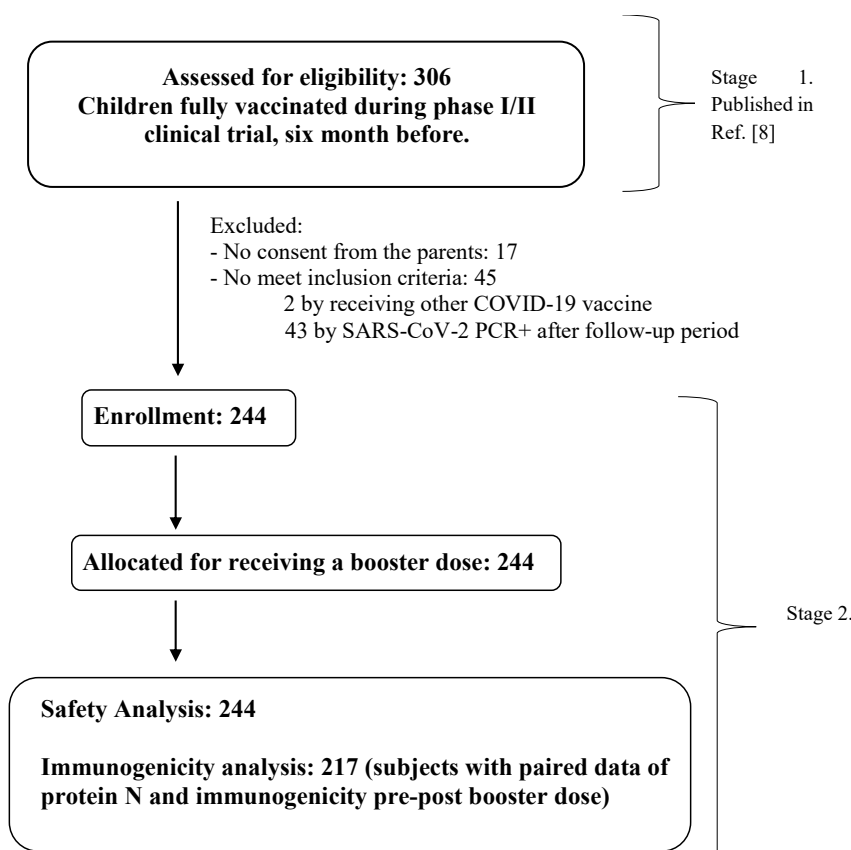 Assessed for eligibility: 306
Children fully vaccinated during phase I/II
clinical trial, six month before.
Stage 1.
Published in
Ref. [8]
Excluded:
- No consent from the parents: 17
- No meet inclusion criteria: 45
2 by receiving other COVID-19 vaccine
43 by SARS-CoV-2 PCR+ after follow-up period
Enrollment: 244
Allocated for receiving a booster dose: 244
Stage 2.
Safety Analysis: 244
Immunogenicity analysis: 217 (subjects with paired data of
protein N and immunogenicity pre-post booster dose)